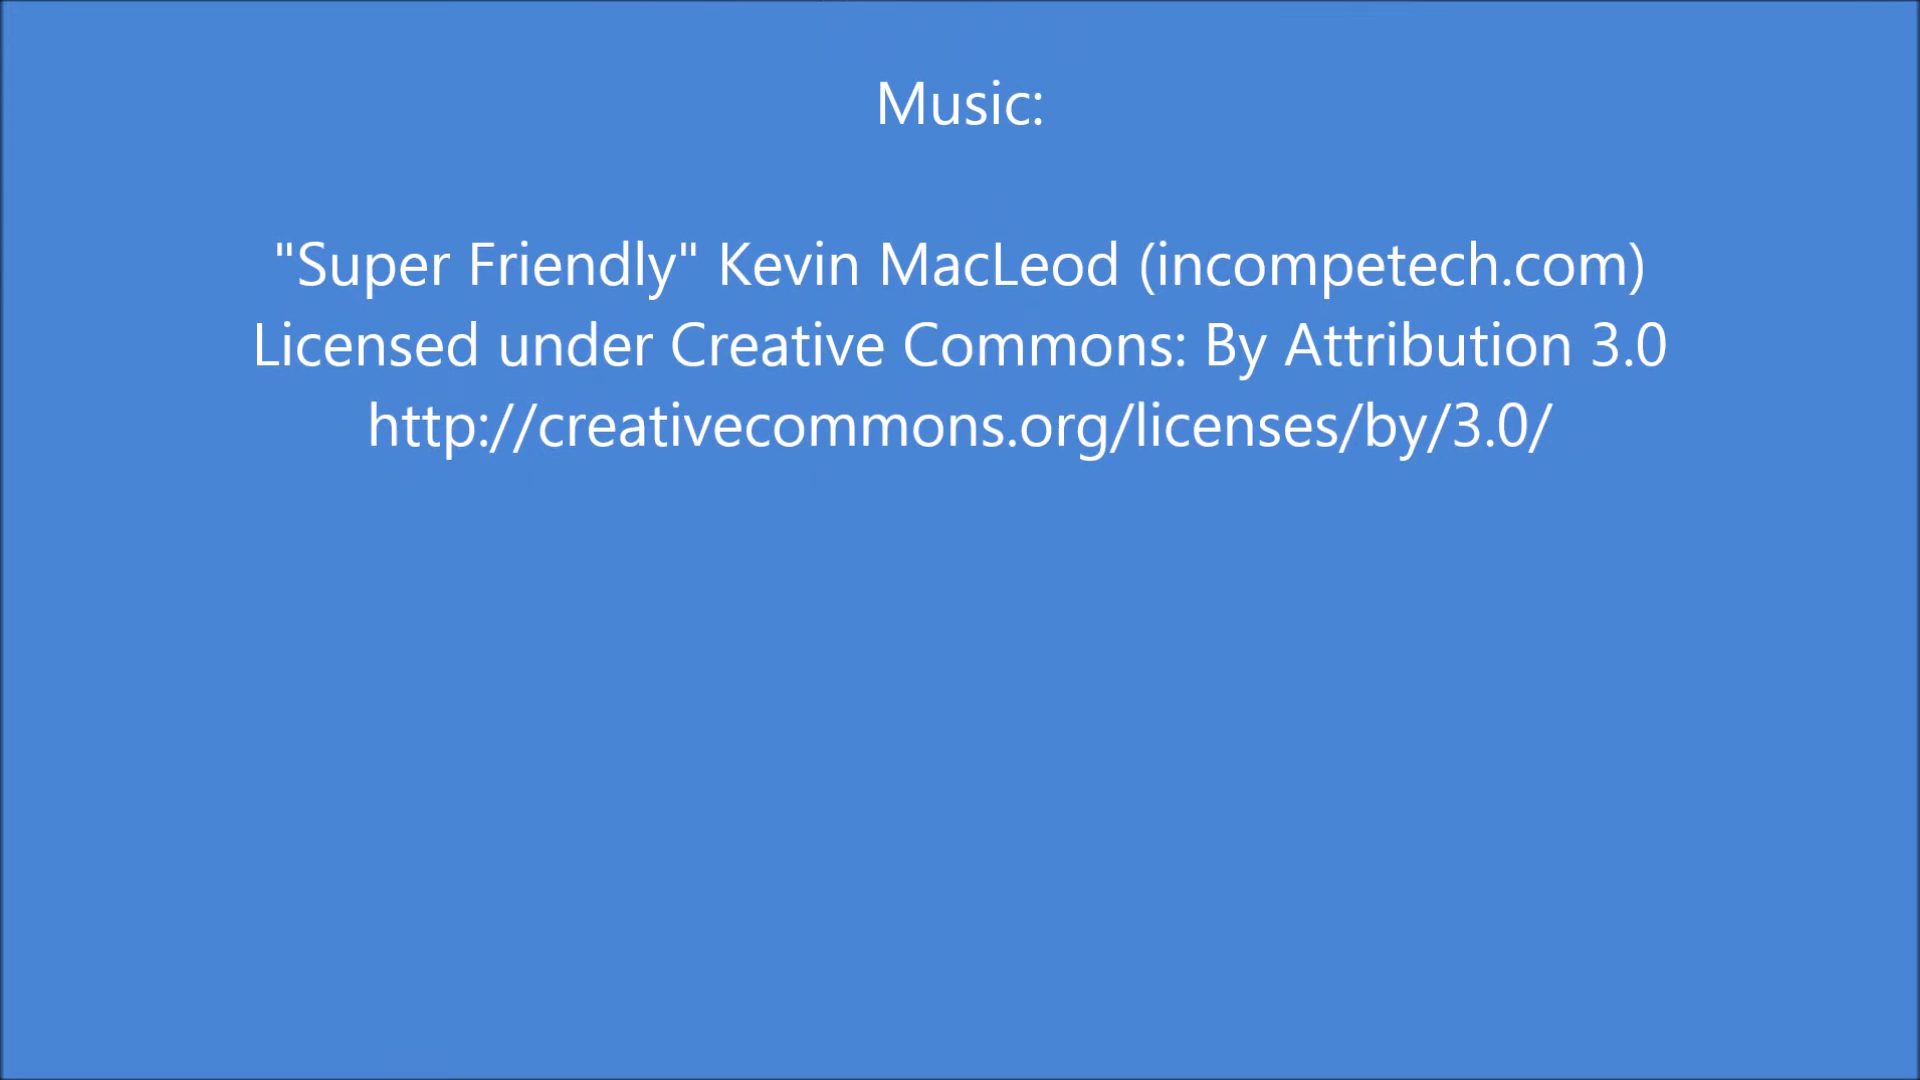 Music:
"Super Friendly" Kevin MacLeod (incompetech.com)
Licensed under Creative Commons: By Attribution 3.0
http://creativecommons.org/licenses/by/3.0/